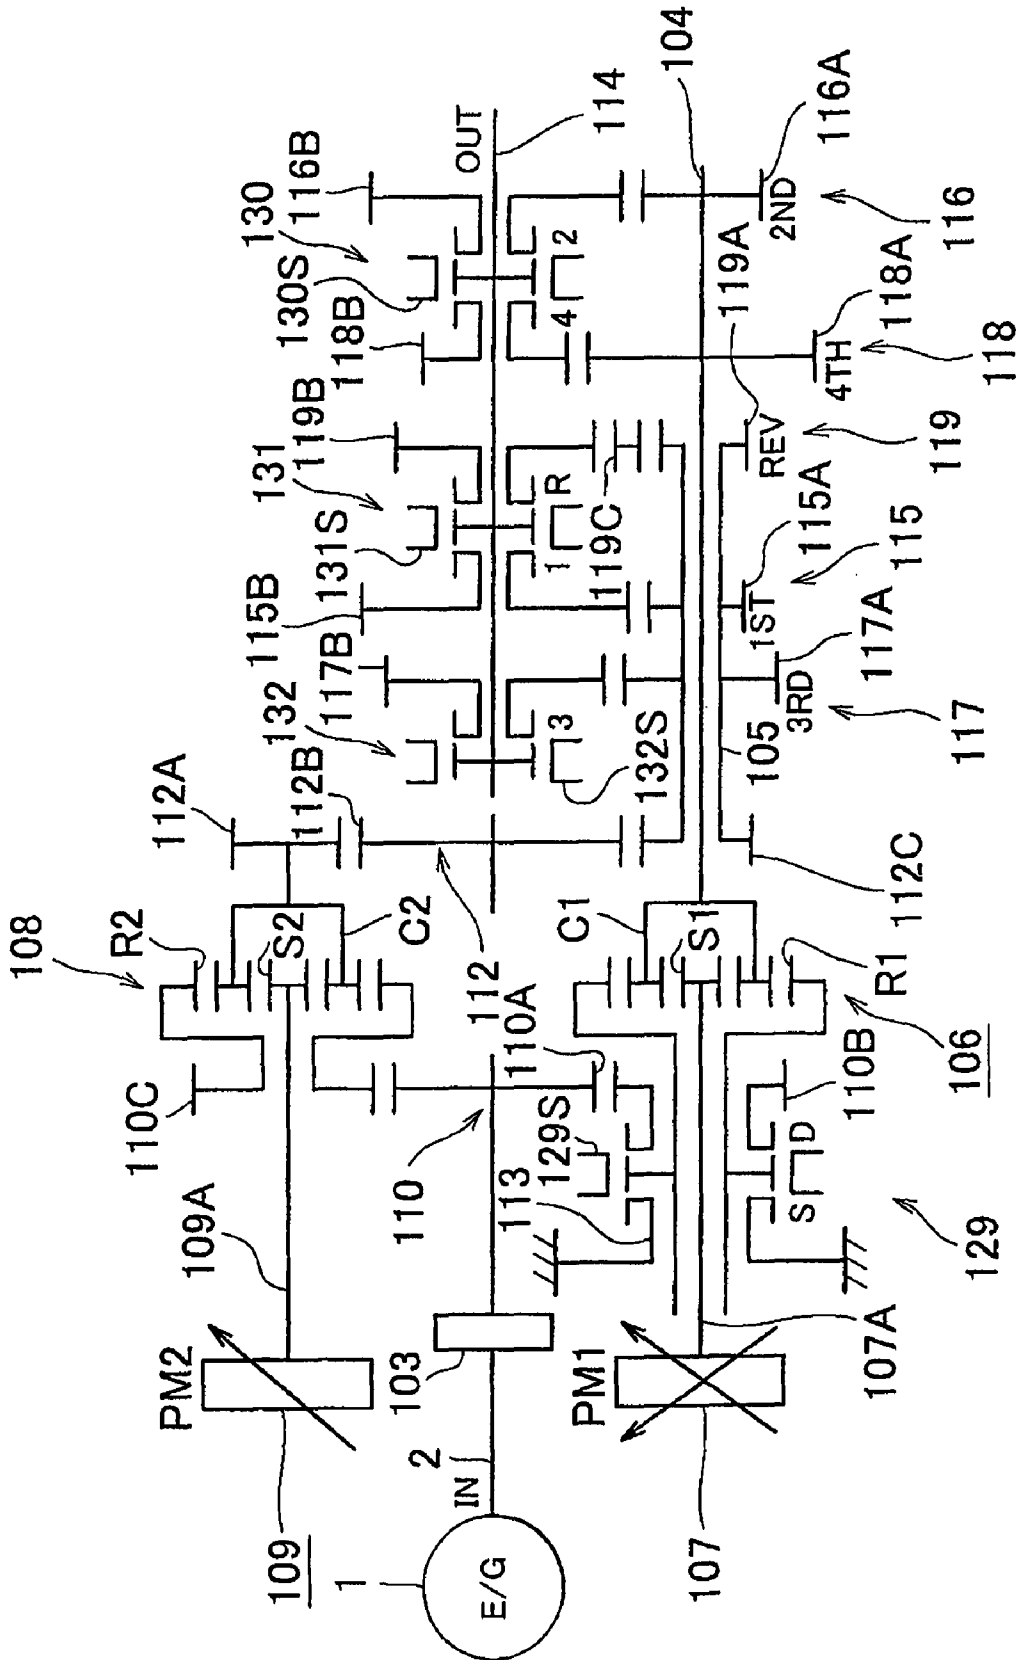 108
R2
112A
132
117B
115B
131S
131
119B
118B
130S
130
116B
OUT
114
104
116A
110C
S2
C2
112B
112
110A
132S
3
1
R
119C
4
2
109A
PM2
109
110
129S
113
C1
S1
105
3RD
1ST
REV
119A
4TH
2ND
116
118A
118
119
115A
115
117A
117
112C
R1
106
110B
D
S
129
107A
103
PM1
107
2
IN
1
E/G